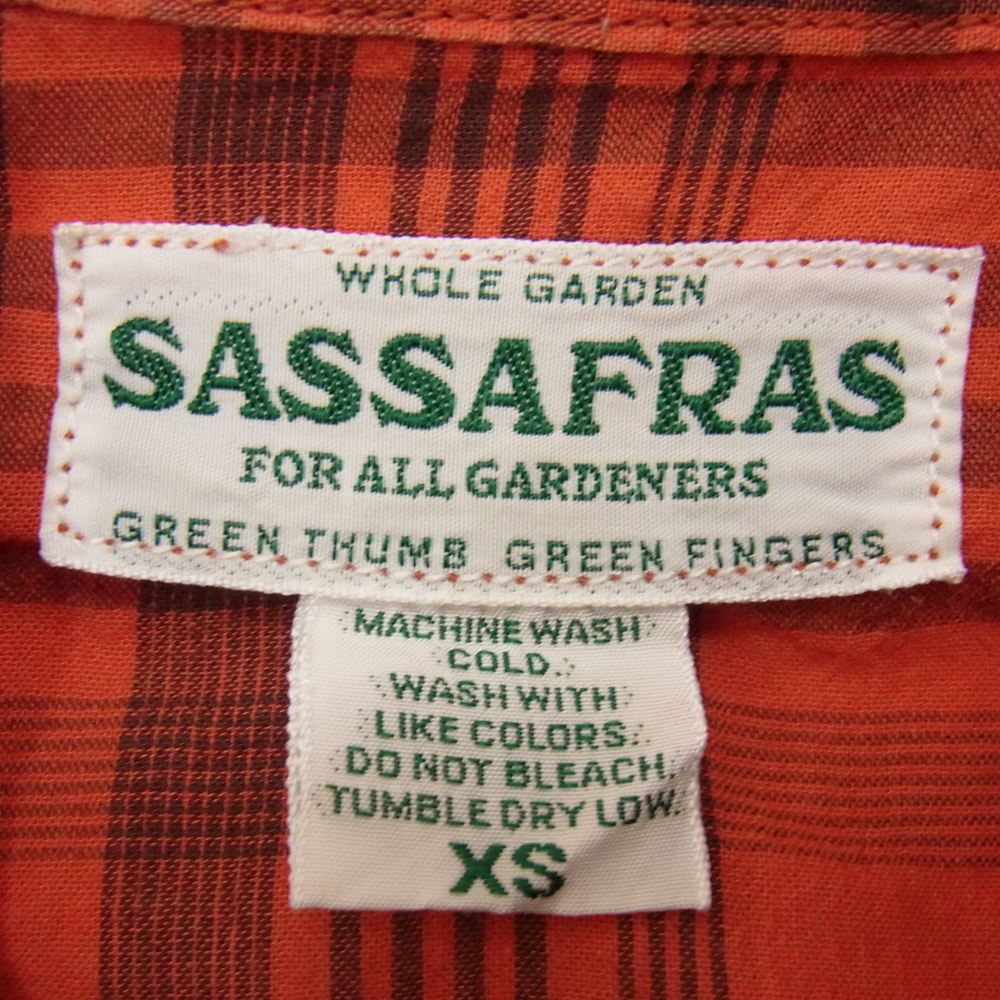 WHOLE GARDEN
SASSAFRAS
FOR ALL GARDENERS
GREEN THUMB GREEN FINGERS
MACHINE WASH
COLD.
WASH WITH
LIKE COLORS.
DO NOT BLEACH.
TUMBLE DRY LOW.
XS